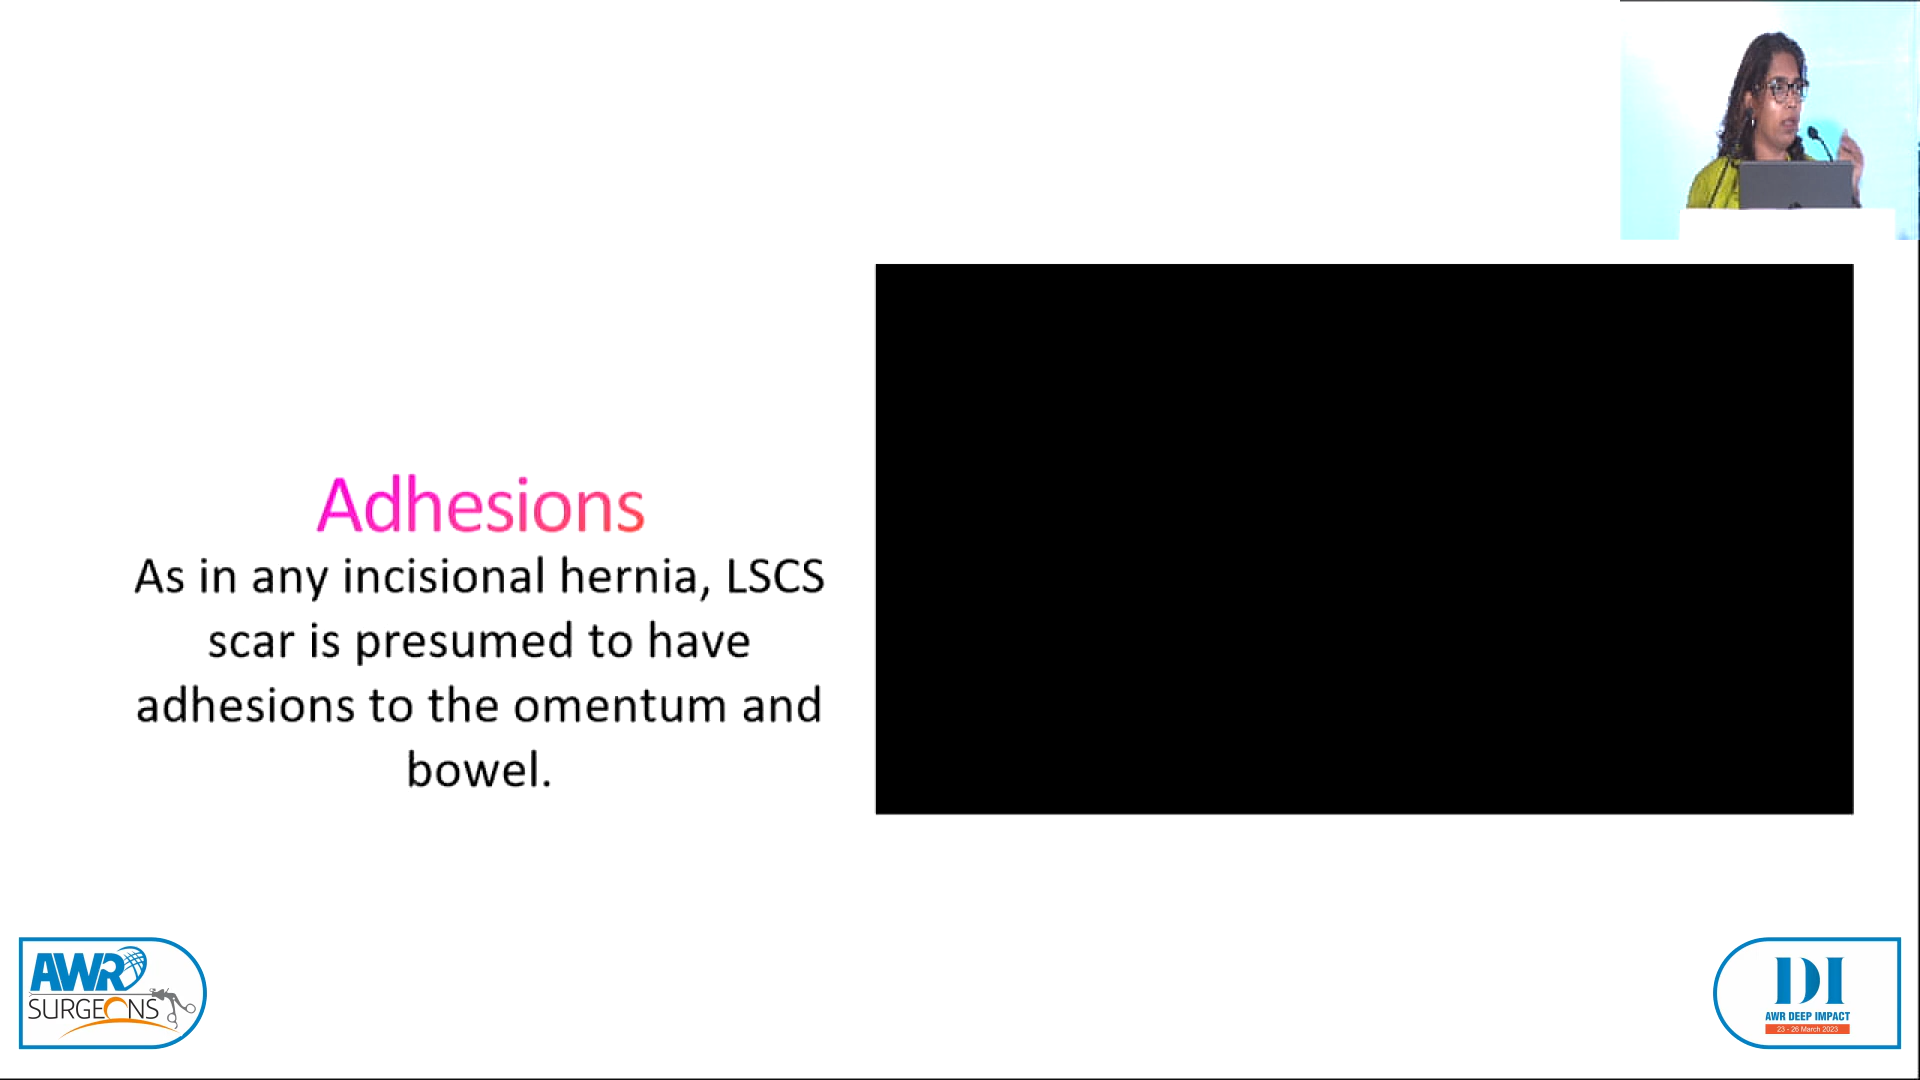 Adhesions
As in any incisional hernia, LSCS
scar is presumed to have
adhesions to the omentum and
bowel.
AWR
SURGEONS
DI
AWR DEEP IMPACT
23 - 26 March 2023